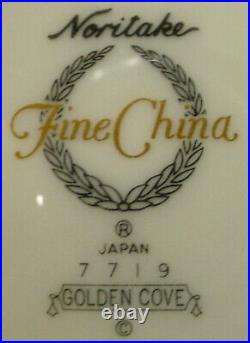 Noritake
Fine China
®
JAPAN
7719
GOLDEN COVE
©